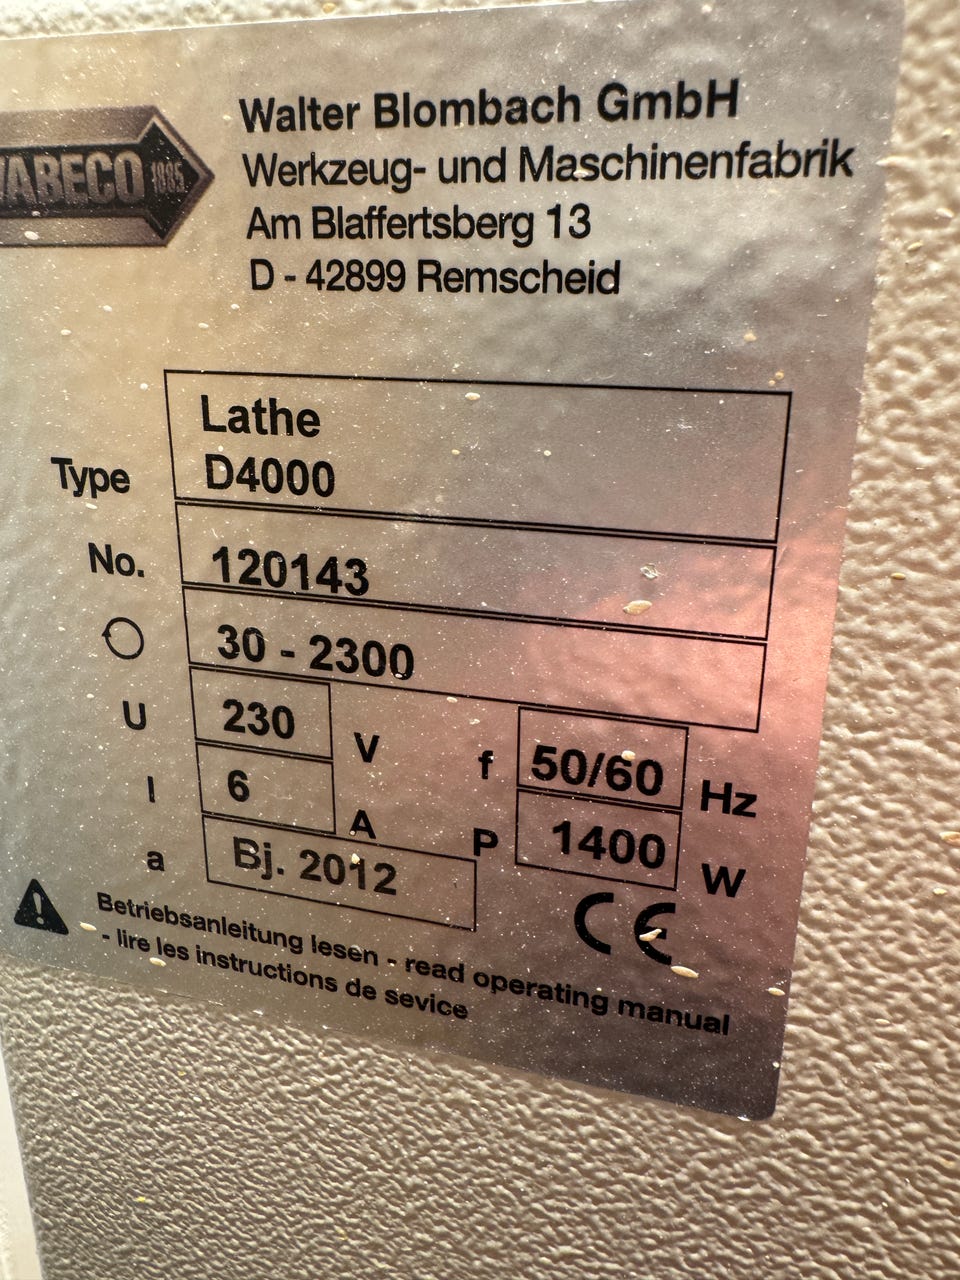 WABECO 1885
Walter Blombach GmbH
Werkzeug- und Maschinenfabrik
Am Blaffertsberg 13
D - 42899 Remscheid
Lathe
Type D4000
No. 120143
30 - 2300
U 230 V f 50/60 Hz
I 6 A P 1400 W
a Bj. 2012
CE
Betriebsanleitung lesen - read operating manual
- lire les instructions de sevice